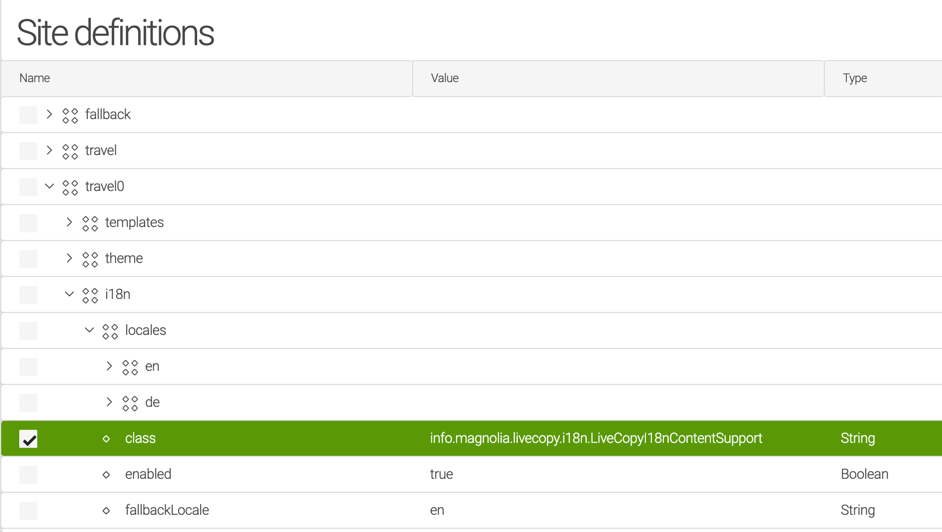 Site definitions
Name Value Type
fallback
travel
travel0
templates
theme
i18n
locales
en
de
class info.magnolia.livecopy.i18n.LiveCopyI18nContentSupport String
enabled true Boolean
fallbackLocale en String